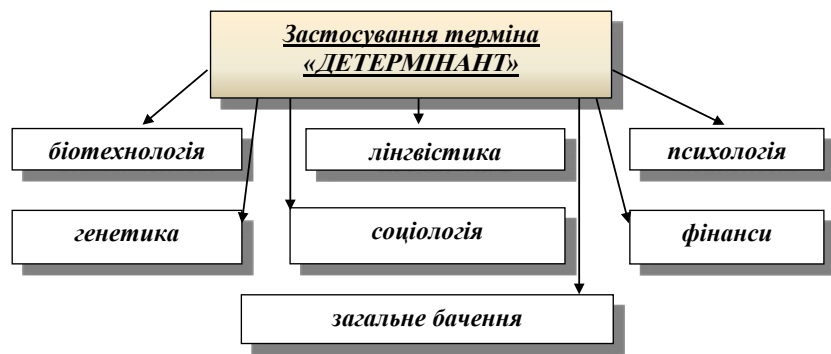 Застосування терміна
«ДЕТЕРМІНАНТ»
біотехнологія
лінгвістика
психологія
генетика
соціологія
фінанси
загальне бачення